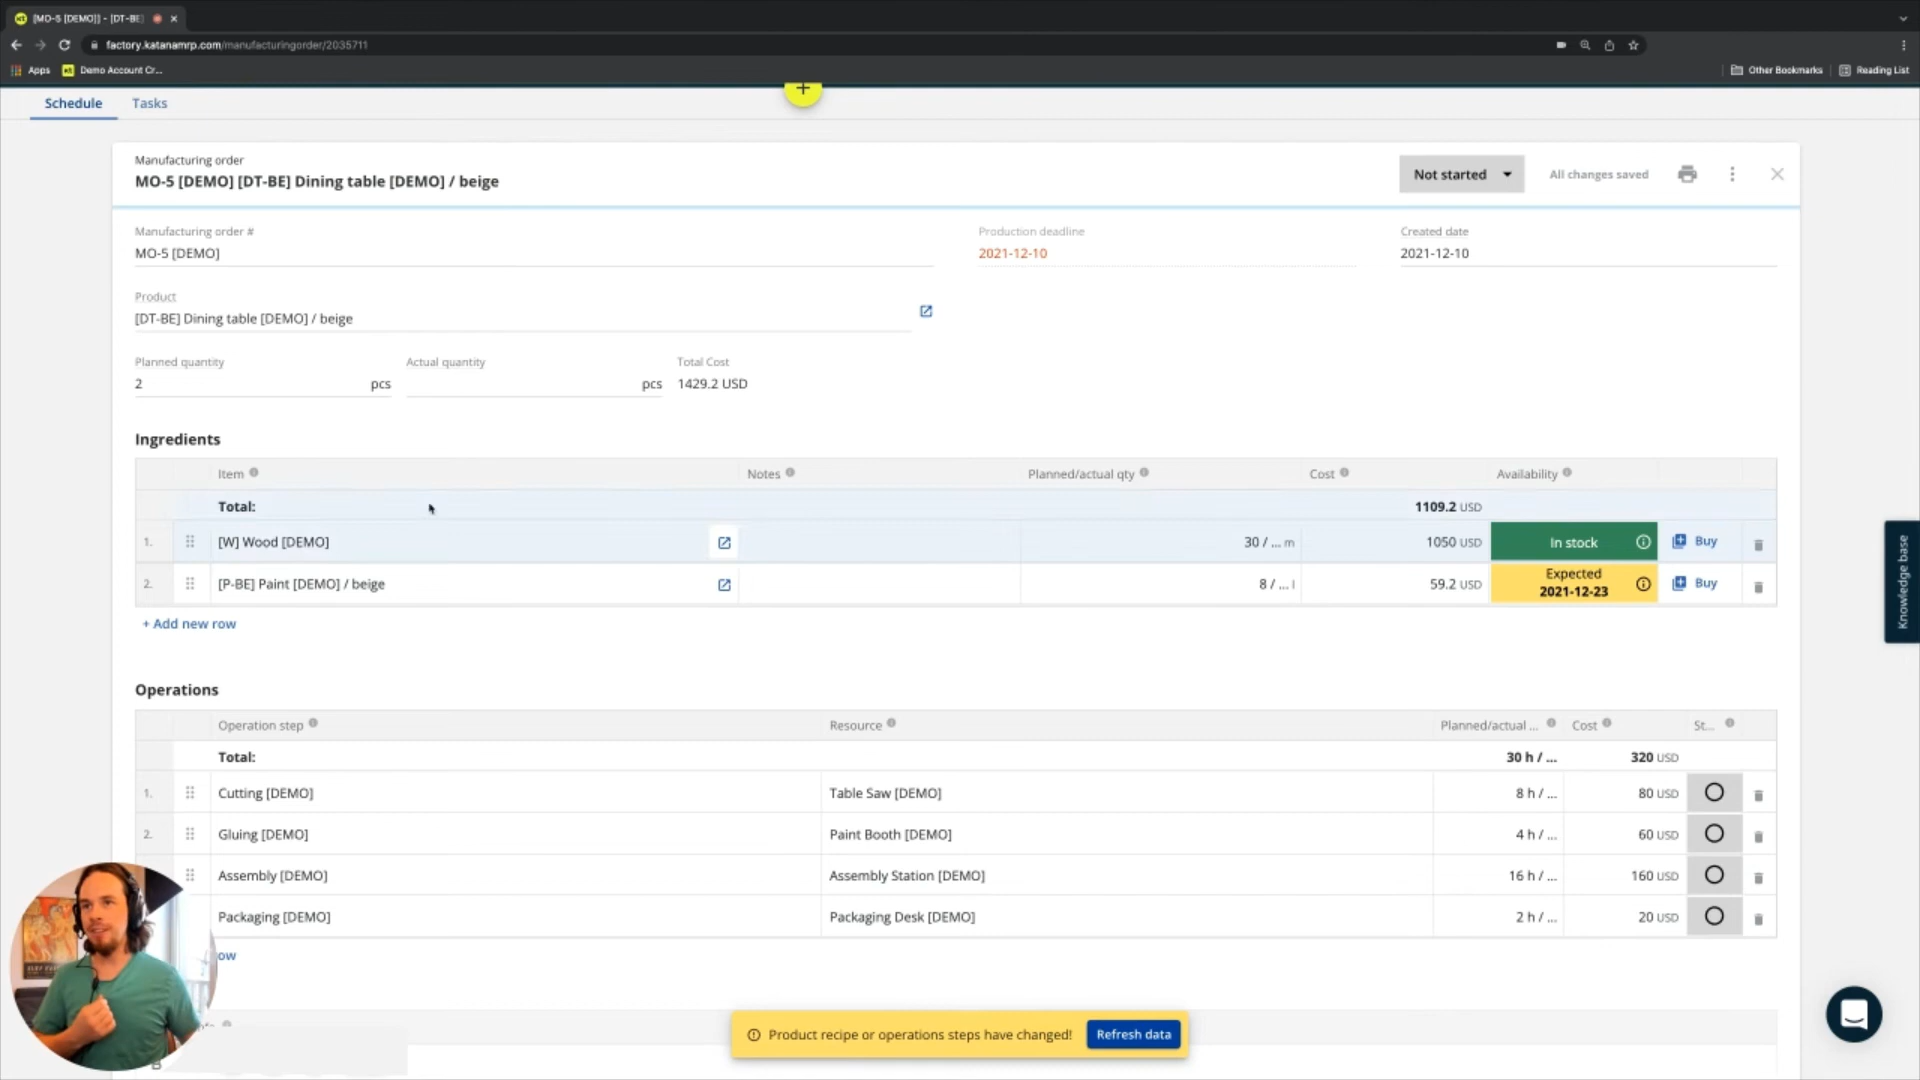 [MO-5 [DEMO]] - [DT-BE]
factory.katanamrp.com/manufacturingorder/2035711
Apps
Demo Account Cr...
Other Bookmarks
Reading List
Schedule
Tasks
Manufacturing order
MO-5 [DEMO] [DT-BE] Dining table [DEMO] / beige
Not started
All changes saved
Manufacturing order #
MO-5 [DEMO]
Production deadline
2021-12-10
Created date
2021-12-10
Product
[DT-BE] Dining table [DEMO] / beige
Planned quantity
2 pcs
Actual quantity
pcs
Total Cost
1429.2 USD
Ingredients
Item Notes Planned/actual qty Cost Availability
Total: 1109.2 USD
1. [W] Wood [DEMO] 30 / ... m 1050 USD In stock Buy
2. [P-BE] Paint [DEMO] / beige 8 / ... l 59.2 USD Expected 2021-12-23 Buy
+ Add new row
Knowledge base
Operations
Operation step Resource Planned/actual ... Cost St...
Total: 30 h / ... 320 USD
1. Cutting [DEMO] Table Saw [DEMO] 8 h / ... 80 USD
2. Gluing [DEMO] Paint Booth [DEMO] 4 h / ... 60 USD
Assembly [DEMO] Assembly Station [DEMO] 16 h / ... 160 USD
Packaging [DEMO] Packaging Desk [DEMO] 2 h / ... 20 USD
ow
Product recipe or operations steps have changed! Refresh data